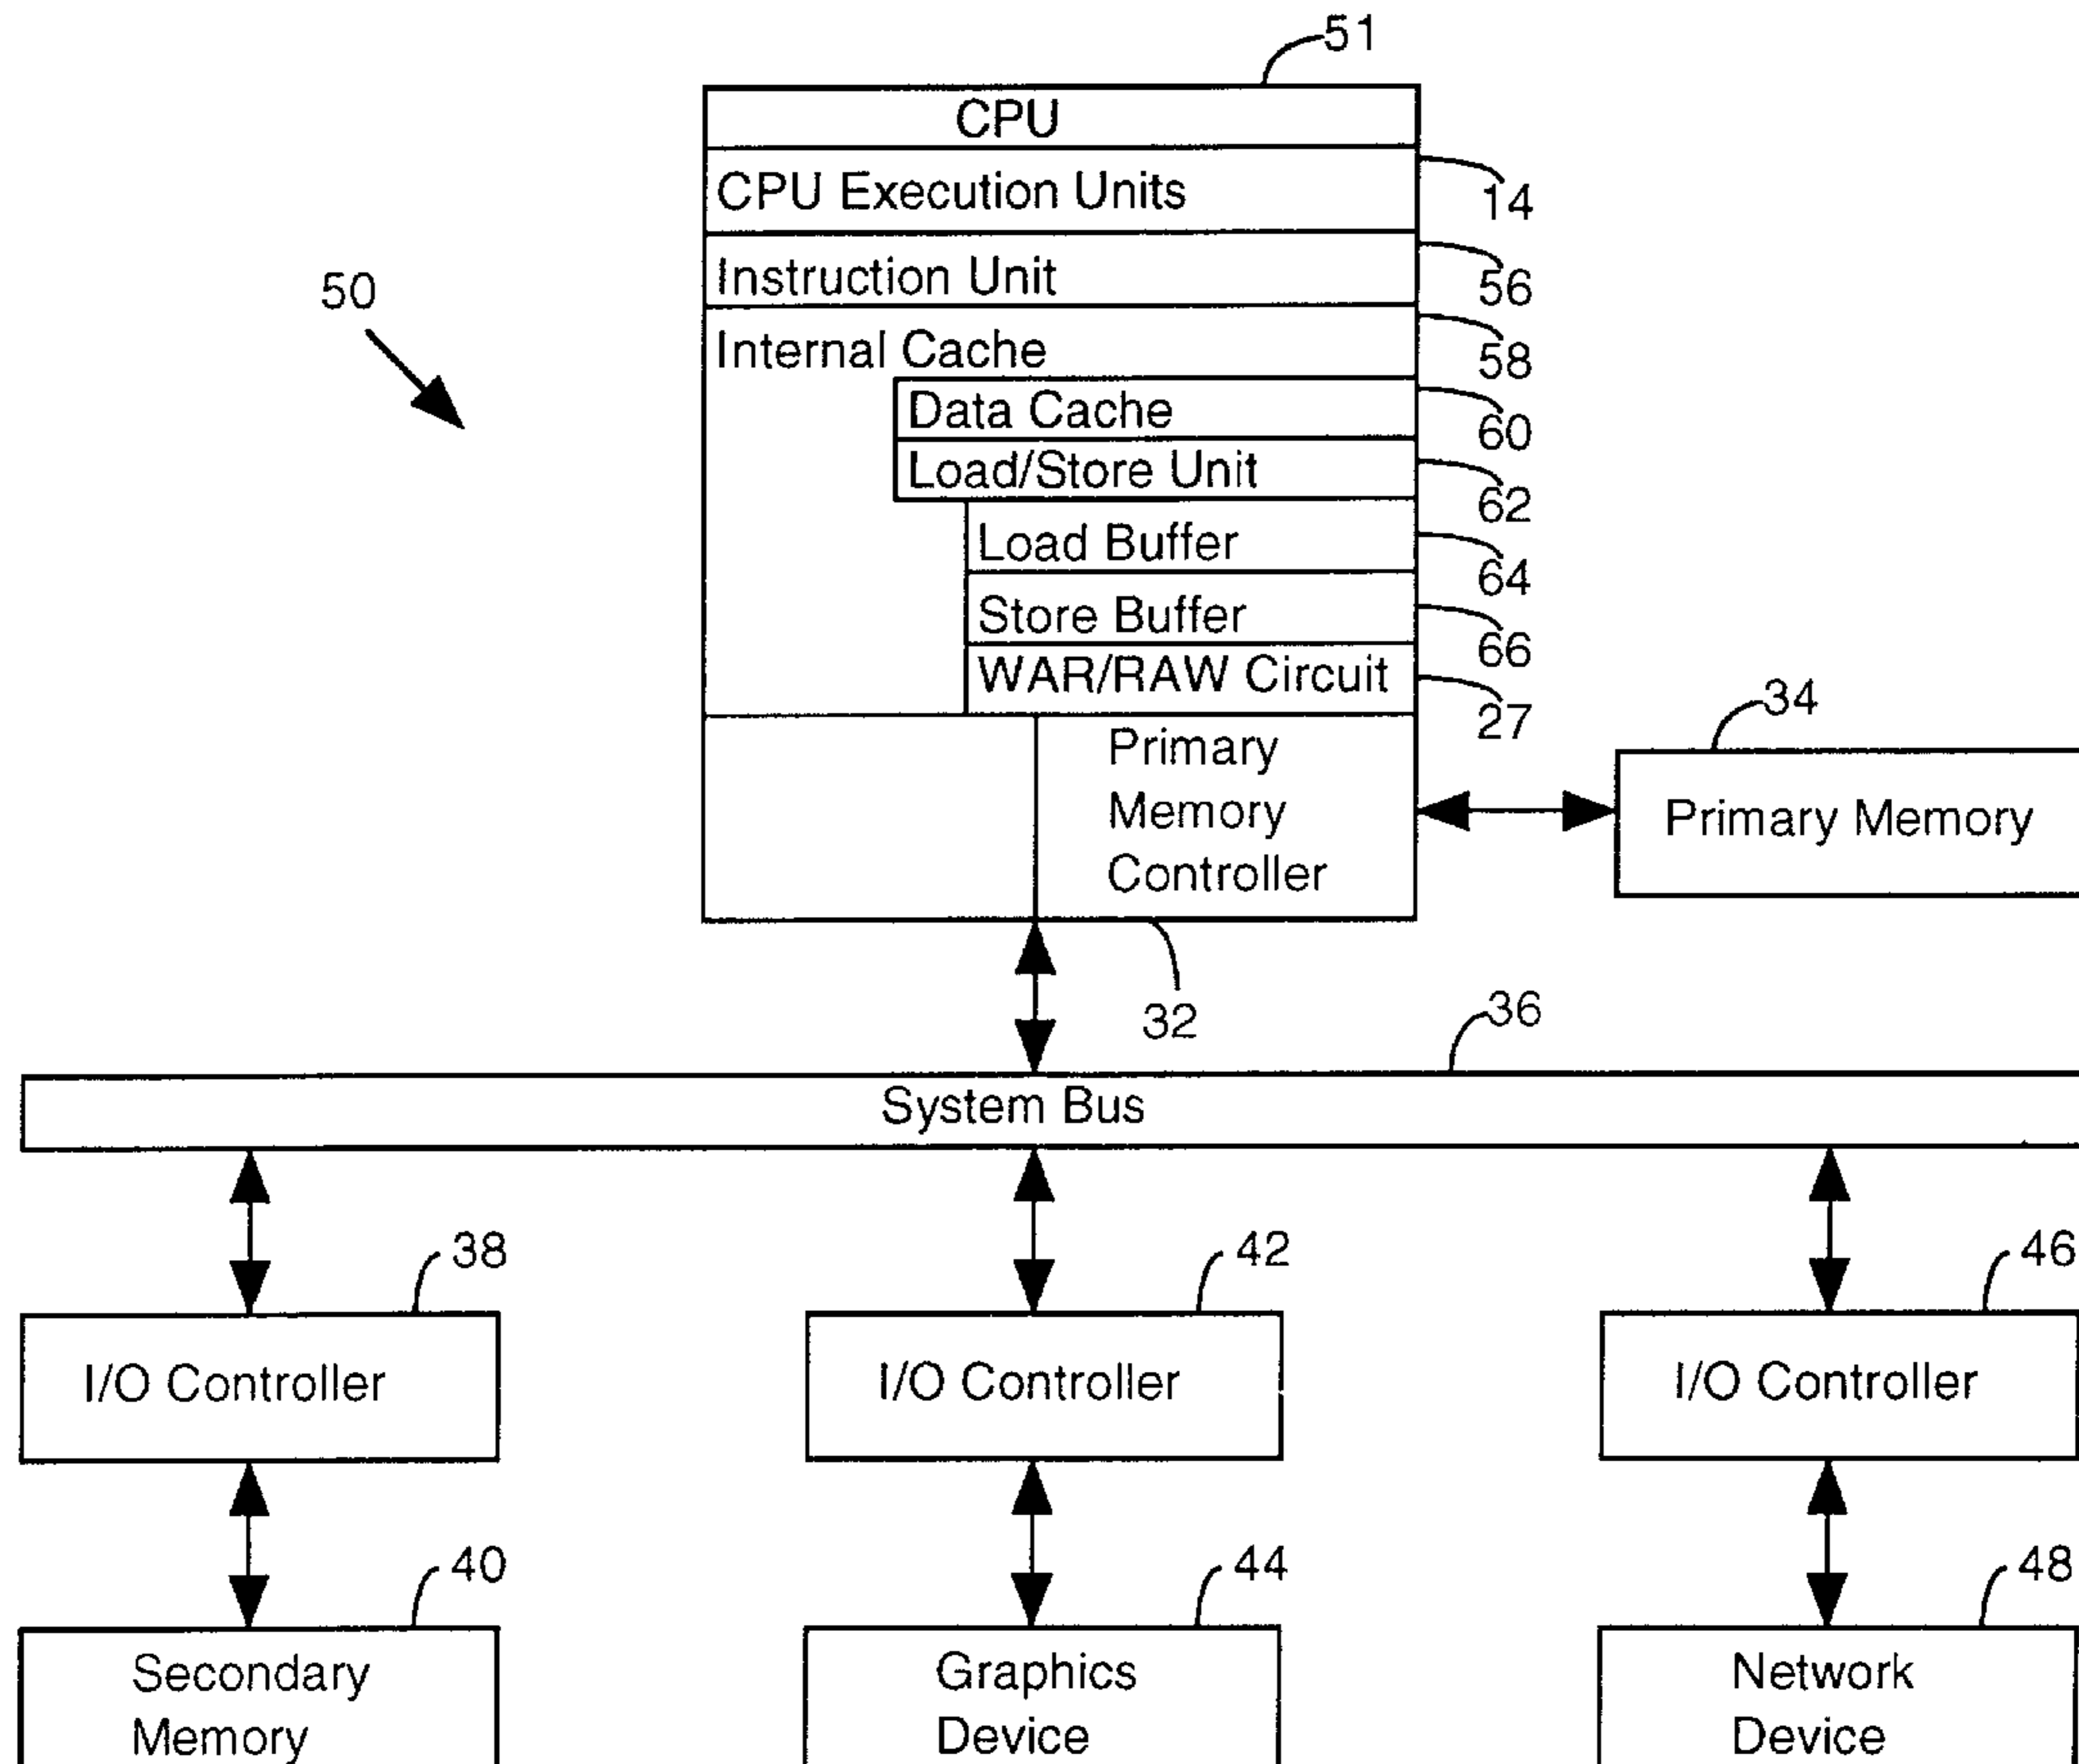 51
CPU
CPU Execution Units
14
Instruction Unit
56
50
Internal Cache
58
Data Cache
60
Load/Store Unit
62
Load Buffer
64
Store Buffer
66
WAR/RAW Circuit
27
34
Primary
Memory
Controller
Primary Memory
32
36
System Bus
38
42
46
I/O Controller
I/O Controller
I/O Controller
40
44
48
Secondary
Memory
Graphics
Device
Network
Device